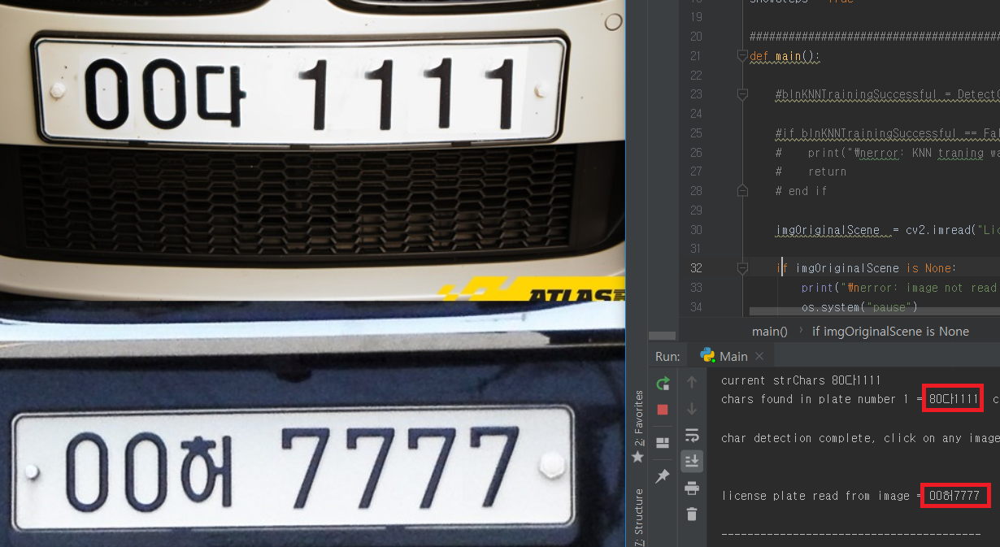 00다 1111
ATLAS
00허 7777
19
20 ######################################
21 def main():
22
23 #blnKNNTrainingSuccessful = Detect
24
25 #if blnKNNTrainingSuccessful == Fal
26 # print("₩nerror: KNN traning wa
27 # return
28 # end if
29
30 imgOriginalScene = cv2.imread("Lic
31
32 if imgOriginalScene is None:
33 print("₩nerror: image not read
34 os.system("pause")
main() › if imgOriginalScene is None
Run: Main
2: Favorites
7: Structure
current strChars 80다1111
chars found in plate number 1 = 80다1111 c
char detection complete, click on any image
license plate read from image = 00허7777
----------------------------------------